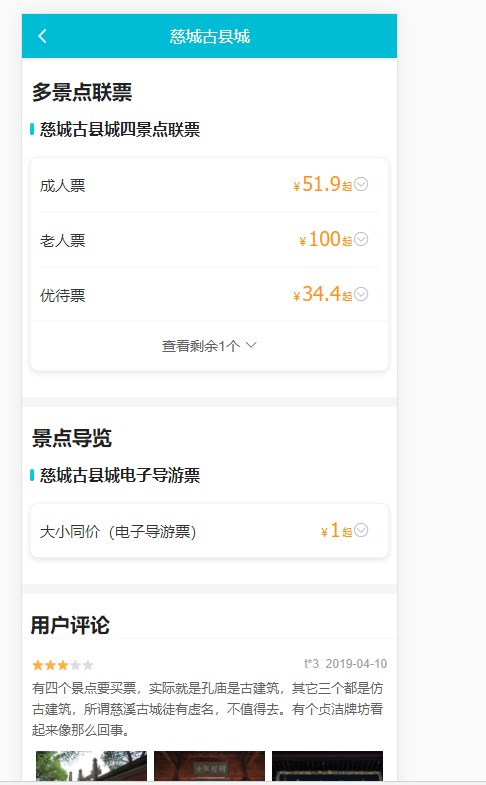 慈城古县城
多景点联票
慈城古县城四景点联票
成人票 ¥51.9起
老人票 ¥100起
优待票 ¥34.4起
查看剩余1个
景点导览
慈城古县城电子导游票
大小同价（电子导游票） ¥1起
用户评论
t*3 2019-04-10
有四个景点要买票，实际就是孔庙是古建筑，其它三个都是仿
古建筑，所谓慈溪古城徒有虚名，不值得去。有个贞洁牌坊看
起来像那么回事。